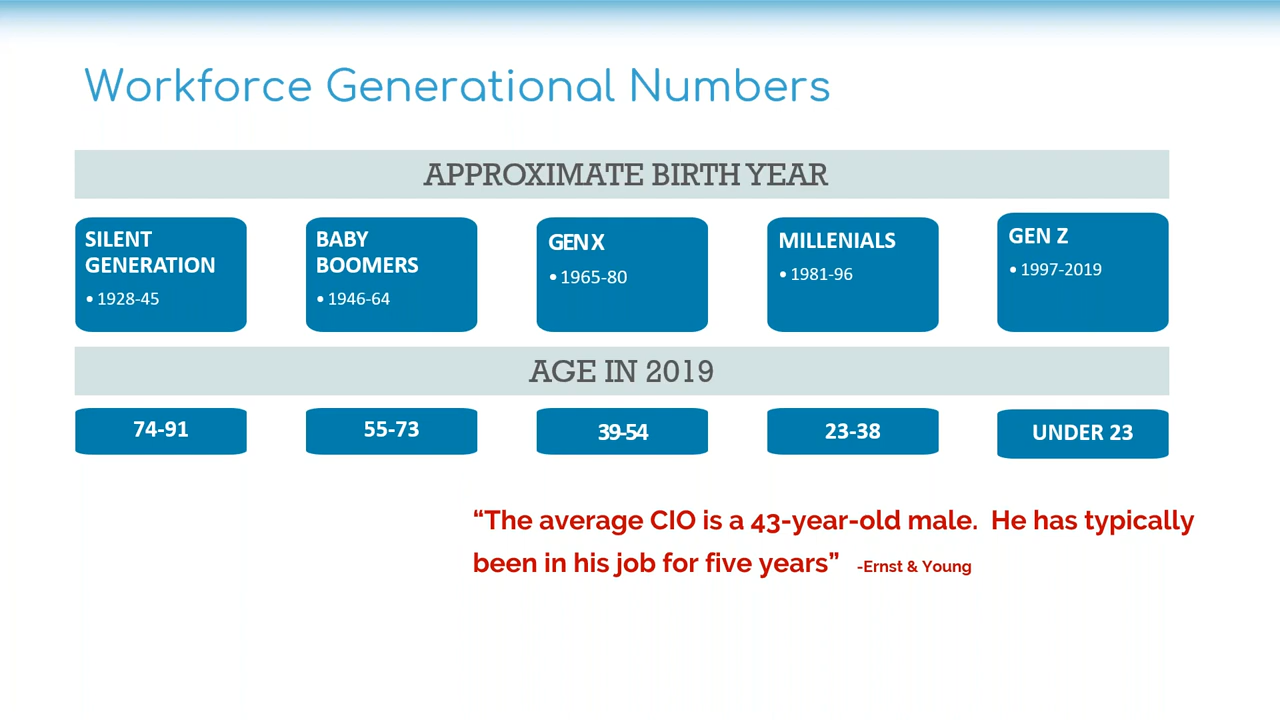 Workforce Generational Numbers
APPROXIMATE BIRTH YEAR
SILENT
GENERATION
• 1928-45
BABY
BOOMERS
• 1946-64
GEN X
• 1965-80
MILLENIALS
• 1981-96
GEN Z
• 1997-2019
AGE IN 2019
74-91
55-73
39-54
23-38
UNDER 23
“The average CIO is a 43-year-old male. He has typically
been in his job for five years” -Ernst & Young